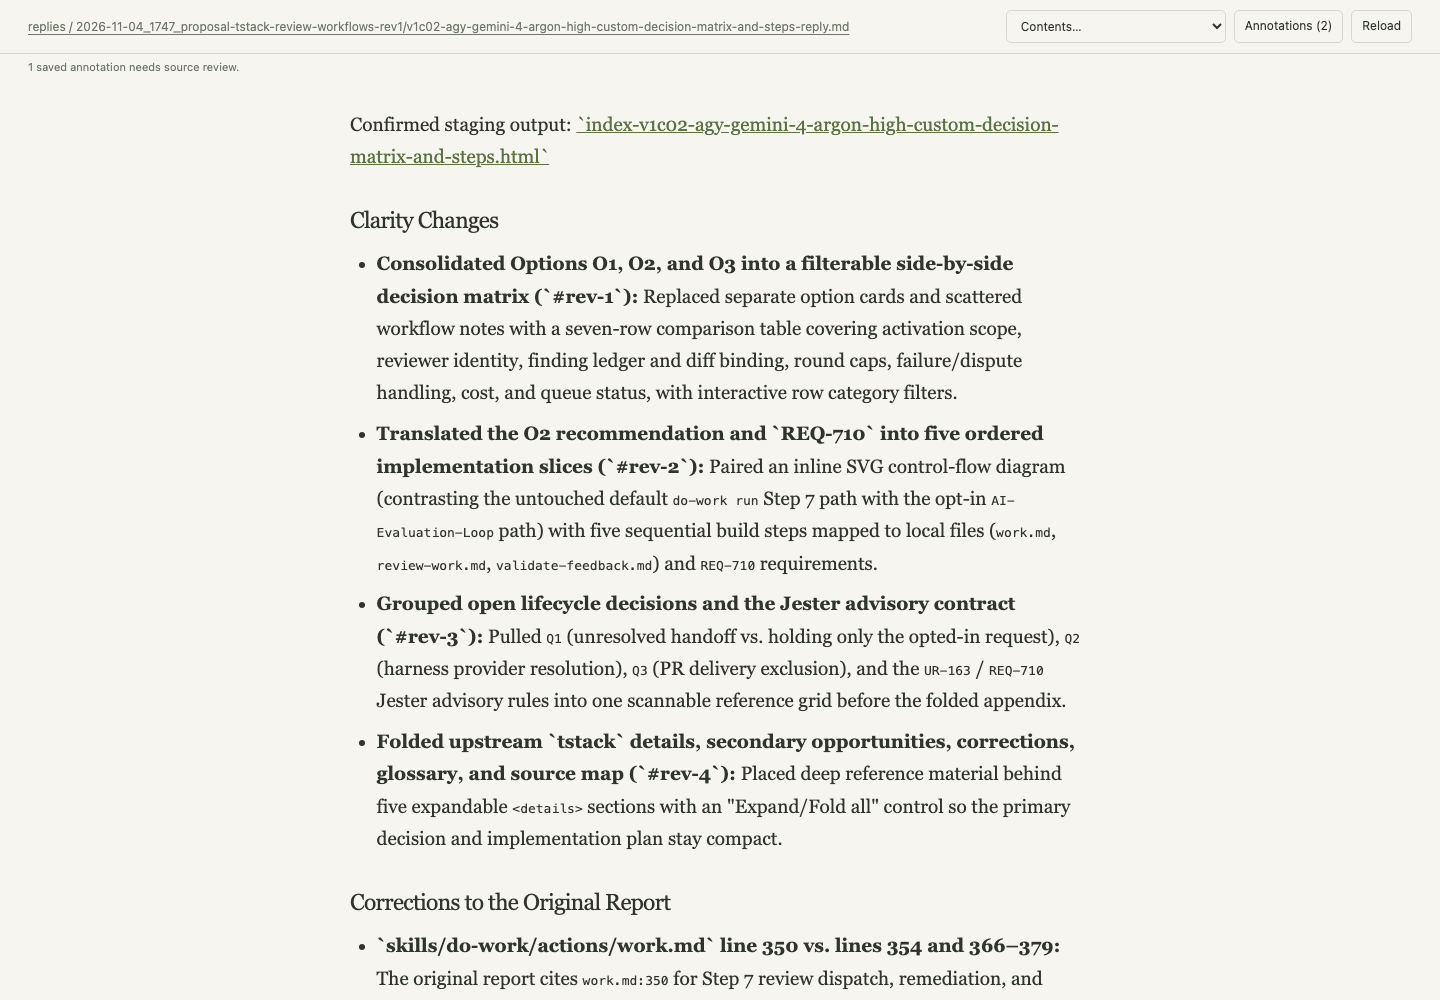 replies / 2026-11-04_1747_proposal-tstack-review-workflows-rev1/v1c02-agy-gemini-4-argon-high-custom-decision-matrix-and-steps-reply.md
Contents...
Annotations (2)
Reload
1 saved annotation needs source review.
Confirmed staging output: `index-v1c02-agy-gemini-4-argon-high-custom-decision-
matrix-and-steps.html`
Clarity Changes
• Consolidated Options O1, O2, and O3 into a filterable side-by-side
decision matrix (`#rev-1`): Replaced separate option cards and scattered
workflow notes with a seven-row comparison table covering activation scope,
reviewer identity, finding ledger and diff binding, round caps, failure/dispute
handling, cost, and queue status, with interactive row category filters.
• Translated the O2 recommendation and `REQ-710` into five ordered
implementation slices (`#rev-2`): Paired an inline SVG control-flow diagram
(contrasting the untouched default do-work run Step 7 path with the opt-in AI-
Evaluation-Loop path) with five sequential build steps mapped to local files (work.md,
review-work.md, validate-feedback.md) and REQ-710 requirements.
• Grouped open lifecycle decisions and the Jester advisory contract
(`#rev-3`): Pulled Q1 (unresolved handoff vs. holding only the opted-in request), Q2
(harness provider resolution), Q3 (PR delivery exclusion), and the UR-163 / REQ-710
Jester advisory rules into one scannable reference grid before the folded appendix.
• Folded upstream `tstack` details, secondary opportunities, corrections,
glossary, and source map (`#rev-4`): Placed deep reference material behind
five expandable <details> sections with an "Expand/Fold all" control so the primary
decision and implementation plan stay compact.
Corrections to the Original Report
• `skills/do-work/actions/work.md` line 350 vs. lines 354 and 366–379:
The original report cites work.md:350 for Step 7 review dispatch, remediation, and